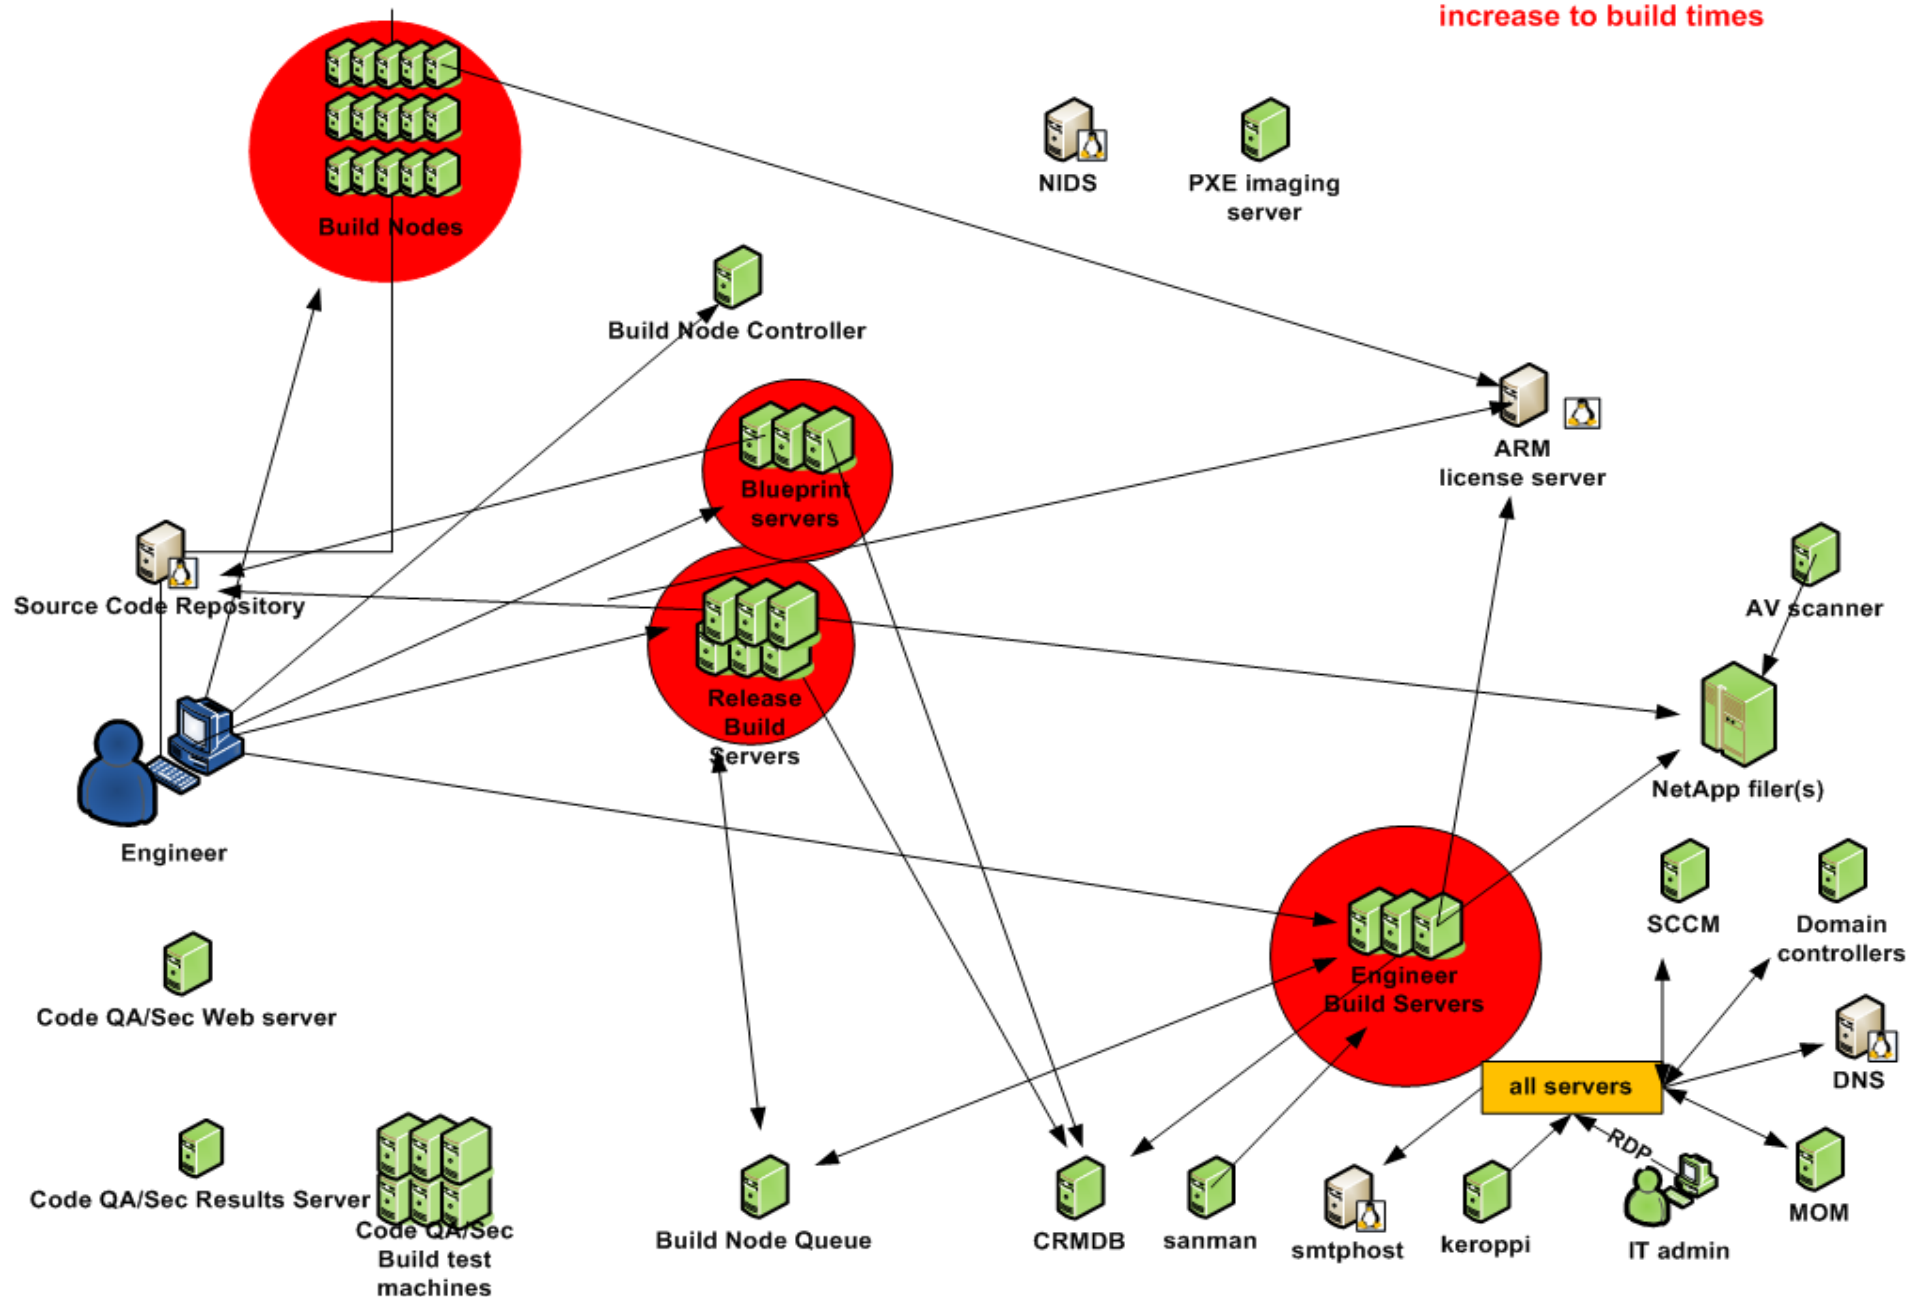 increase to build times
NIDS
PXE imaging
server
Build Nodes
Build Node Controller
ARM
license server
Blueprint
servers
Source Code Repository
AV scanner
Release
Build
Servers
NetApp filer(s)
Engineer
SCCM
Domain
controllers
Engineer
Build Servers
Code QA/Sec Web server
all servers
DNS
RDP
Code QA/Sec Results Server
Code QA/Sec
Build test
machines
Build Node Queue
CRMDB
sanman
smtphost
keroppi
IT admin
MOM